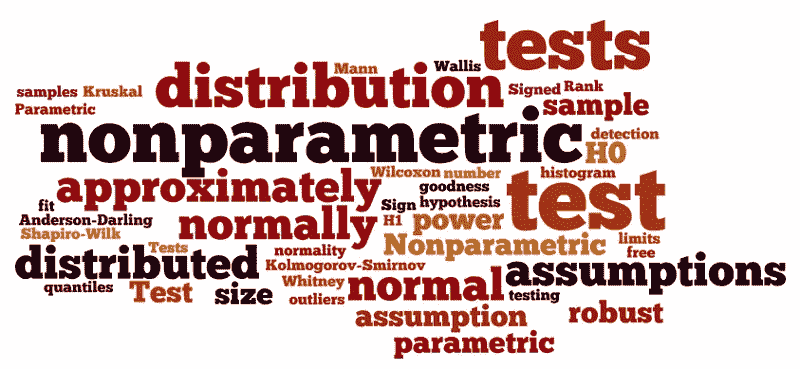 tests
Mann Wallis
distribution
samples Kruskal Signed Rank
Parametric sample
nonparametric detection
H0
Wilcoxon number histogram
approximately goodness test
fit Sign hypothesis
Anderson-Darling normally H1 power
Shapiro-Wilk
Tests Nonparametric limits
normality free
distributed Kolmogorov-Smirnov assumptions
Whitney normal
quantiles Test size outliers testing
assumption robust
parametric